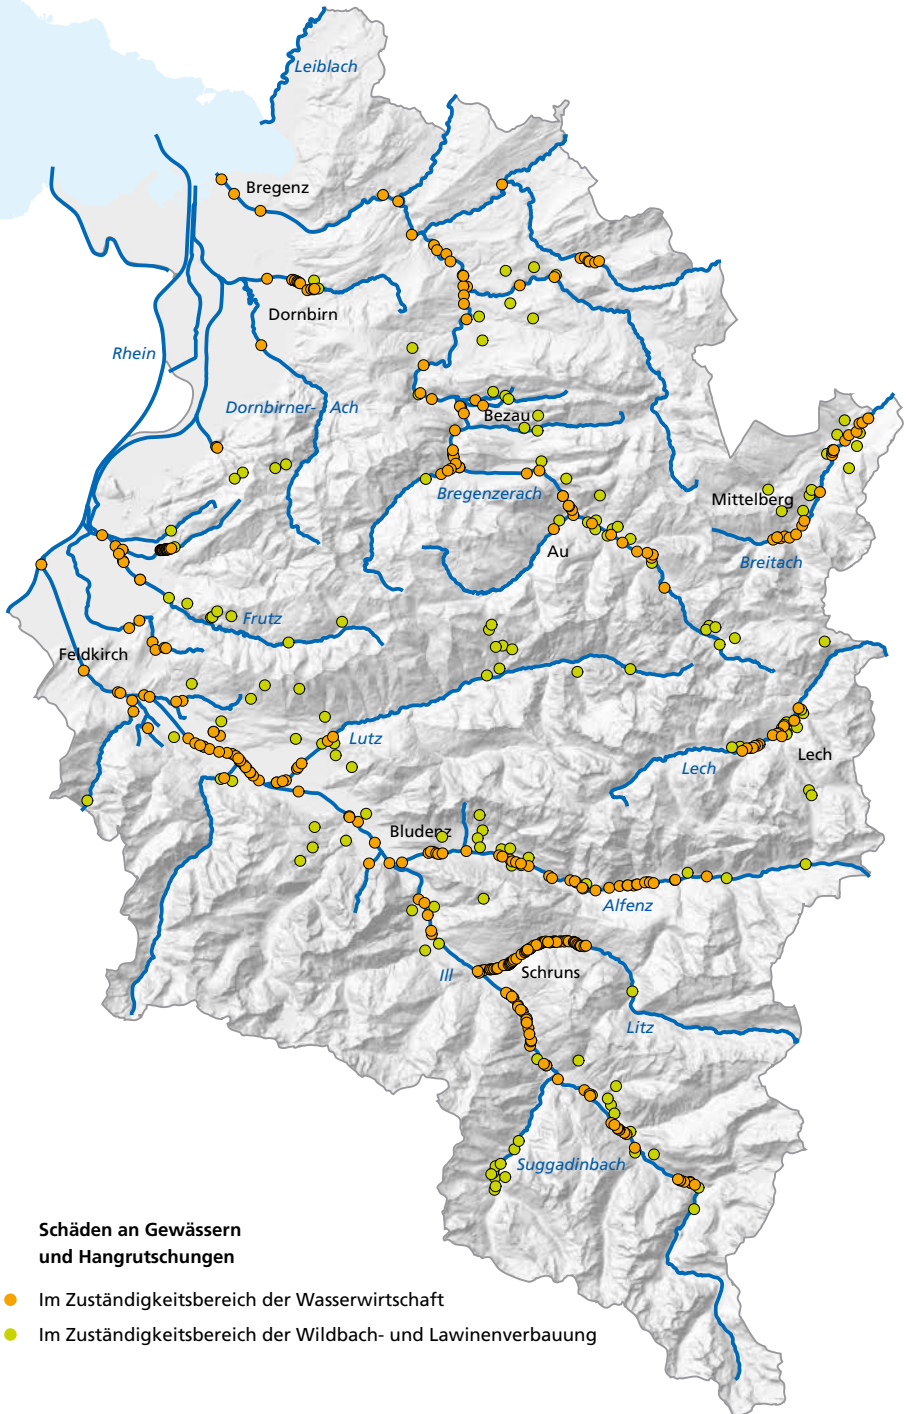 Leiblach
Bregenz
Dornbirn
Rhein
Dornbirner- Ach
Bezau
Bregenzerach
Mittelberg
Au
Breitach
Frutz
Feldkirch
Lutz
Lech
Lech
Bludenz
Alfenz
Ill
Schruns
Litz
Suggadinbach
Schäden an Gewässern
und Hangrutschungen
Im Zuständigkeitsbereich der Wasserwirtschaft
Im Zuständigkeitsbereich der Wildbach- und Lawinenverbauung